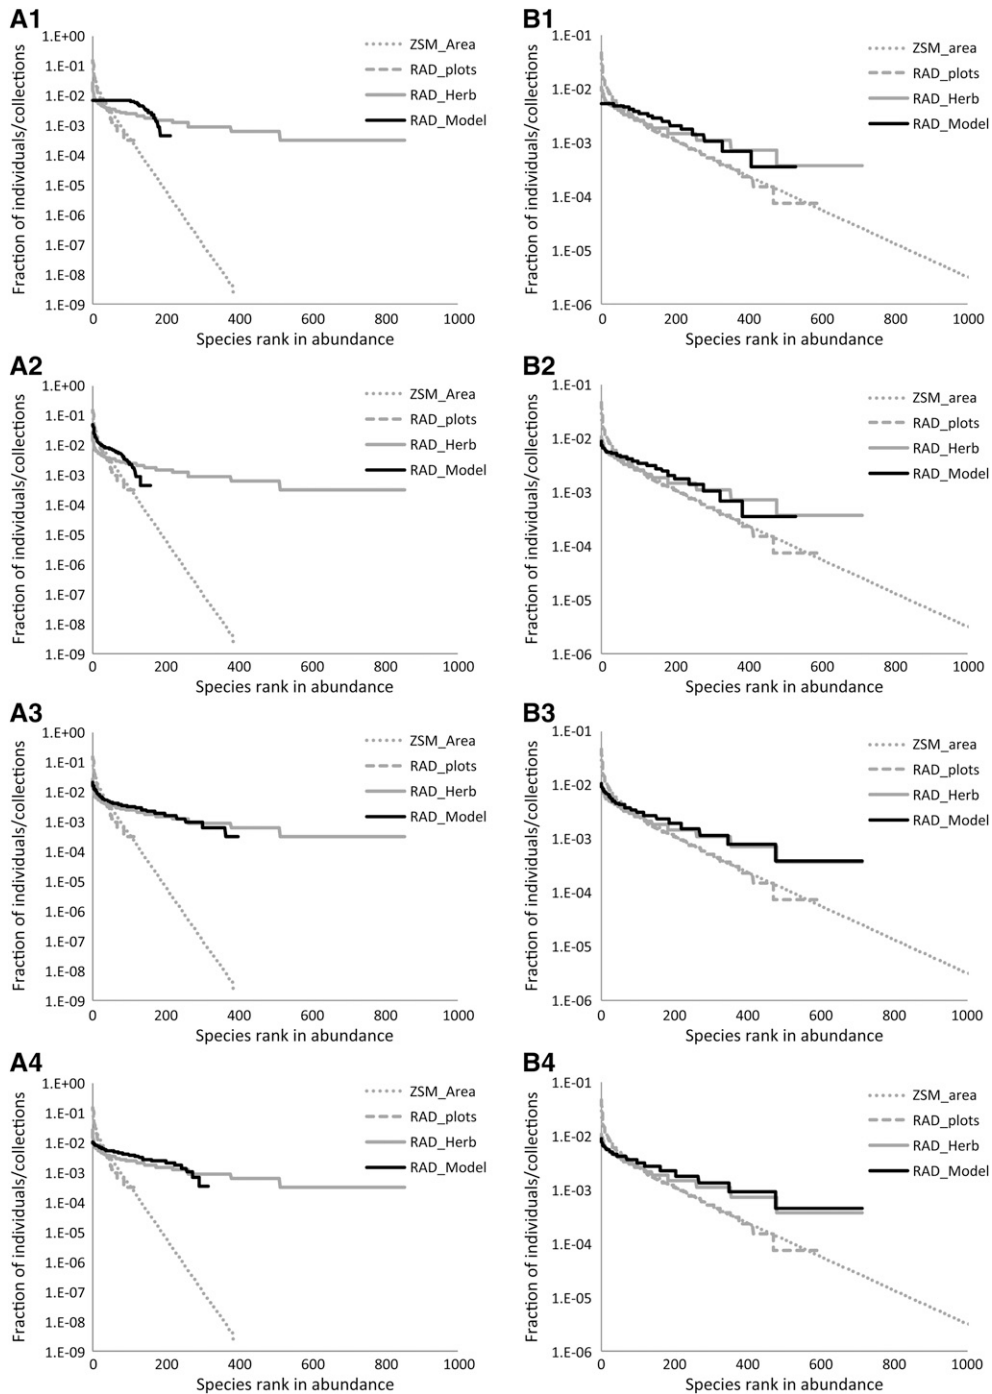 A1
Fraction of individuals/collections
1.E+00
1.E-01
1.E-02
1.E-03
1.E-04
1.E-05
1.E-06
1.E-07
1.E-08
1.E-09
0 200 400 600 800 1000
Species rank in abundance
ZSM_Area
RAD_plots
RAD_Herb
RAD_Model
B1
Fraction of individuals/collections
1.E-01
1.E-02
1.E-03
1.E-04
1.E-05
1.E-06
0 200 400 600 800 1000
Species rank in abundance
ZSM_area
RAD_plots
RAD_Herb
RAD_Model
A2
Fraction of individuals/collections
1.E+00
1.E-01
1.E-02
1.E-03
1.E-04
1.E-05
1.E-06
1.E-07
1.E-08
1.E-09
0 200 400 600 800 1000
Species rank in abundance
ZSM_Area
RAD_plots
RAD_Herb
RAD_Model
B2
Fraction of individuals/collections
1.E-01
1.E-02
1.E-03
1.E-04
1.E-05
1.E-06
0 200 400 600 800 1000
Species rank in abundance
ZSM_area
RAD_plots
RAD_Herb
RAD_Model
A3
Fraction of individuals/collections
1.E+00
1.E-01
1.E-02
1.E-03
1.E-04
1.E-05
1.E-06
1.E-07
1.E-08
1.E-09
0 200 400 600 800 1000
Species rank in abundance
ZSM_Area
RAD_plots
RAD_Herb
RAD_Model
B3
Fraction of individuals/collections
1.E-01
1.E-02
1.E-03
1.E-04
1.E-05
1.E-06
0 200 400 600 800 1000
Species rank in abundance
ZSM_area
RAD_plots
RAD_Herb
RAD_Model
A4
Fraction of individuals/collections
1.E+00
1.E-01
1.E-02
1.E-03
1.E-04
1.E-05
1.E-06
1.E-07
1.E-08
1.E-09
0 200 400 600 800 1000
Species rank in abundance
ZSM_Area
RAD_plots
RAD_Herb
RAD_Model
B4
Fraction of individuals/collections
1.E-01
1.E-02
1.E-03
1.E-04
1.E-05
1.E-06
0 200 400 600 800 1000
Species rank in abundance
ZSM_area
RAD_plots
RAD_Herb
RAD_Model